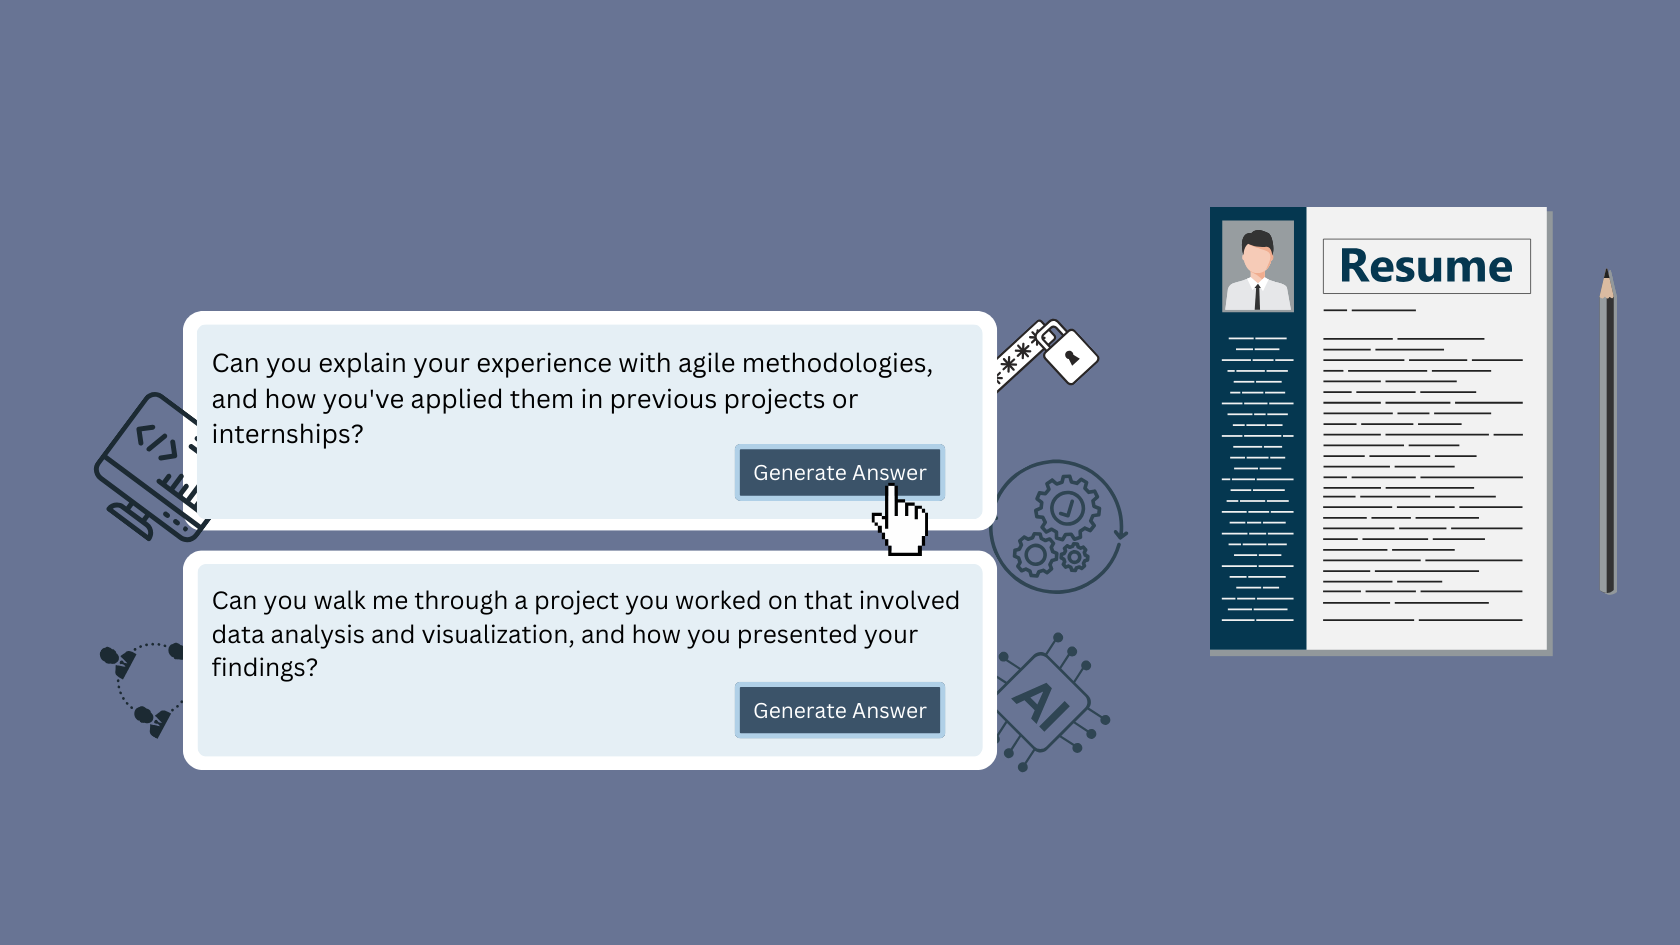 Can you explain your experience with agile methodologies,
and how you've applied them in previous projects or
internships?
Generate Answer
Can you walk me through a project you worked on that involved
data analysis and visualization, and how you presented your
findings?
Generate Answer
AI
Resume